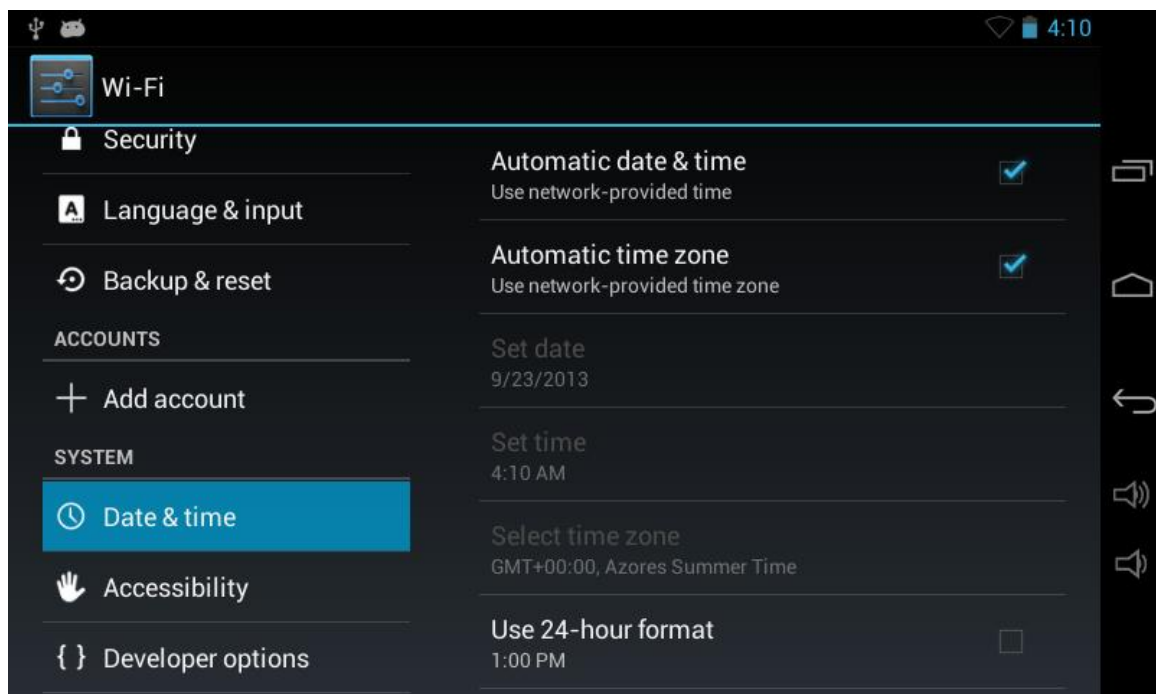 4:10
Wi-Fi
Security
Language & input
Backup & reset
ACCOUNTS
Add account
SYSTEM
Date & time
Accessibility
{ } Developer options
Automatic date & time
Use network-provided time
Automatic time zone
Use network-provided time zone
Set date
9/23/2013
Set time
4:10 AM
Select time zone
GMT+00:00, Azores Summer Time
Use 24-hour format
1:00 PM